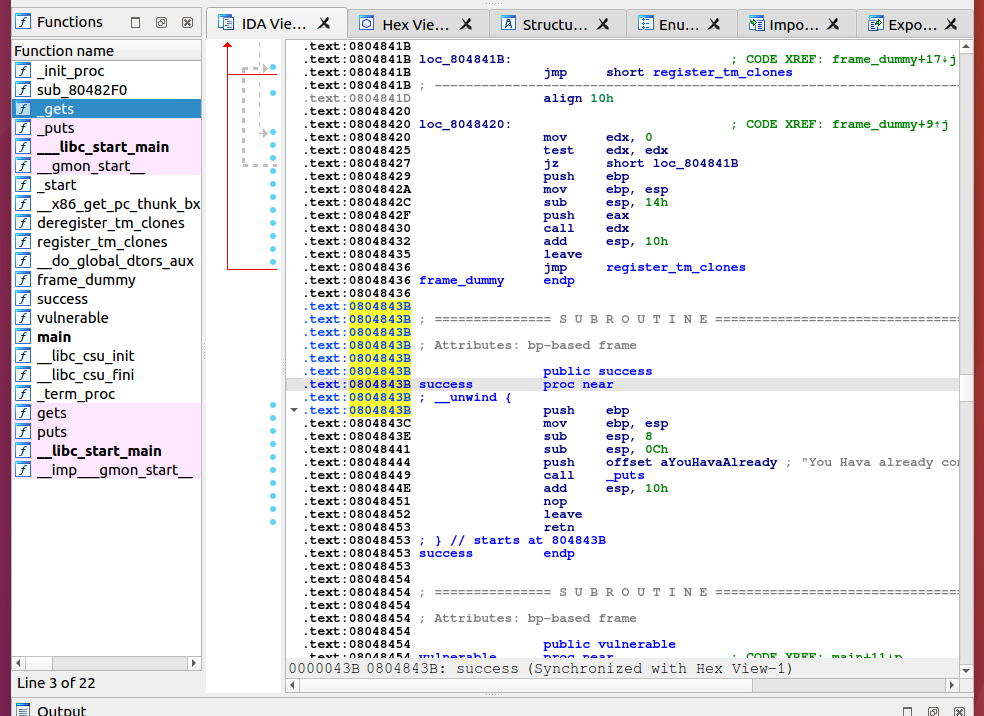 Functions
Function name
_init_proc
sub_80482F0
_gets
_puts
___libc_start_main
__gmon_start__
_start
__x86_get_pc_thunk_bx
deregister_tm_clones
register_tm_clones
__do_global_dtors_aux
frame_dummy
success
vulnerable
main
__libc_csu_init
__libc_csu_fini
_term_proc
gets
puts
__libc_start_main
__imp___gmon_start__
Line 3 of 22
Output
IDA Vie... Hex Vie... Structu... Enu... Impo... Expo...
.text:0804841B
.text:0804841B loc_804841B: ; CODE XREF: frame_dummy+17↓j
.text:0804841B jmp short register_tm_clones
.text:0804841B ;
.text:0804841D align 10h
.text:08048420
.text:08048420 loc_8048420: ; CODE XREF: frame_dummy+9↑j
.text:08048420 mov edx, 0
.text:08048425 test edx, edx
.text:08048427 jz short loc_804841B
.text:08048429 push ebp
.text:0804842A mov ebp, esp
.text:0804842C sub esp, 14h
.text:0804842F push eax
.text:08048430 call edx
.text:08048432 add esp, 10h
.text:08048435 leave
.text:08048436 jmp register_tm_clones
.text:08048436 frame_dummy endp
.text:08048436
.text:0804843B
.text:0804843B ; =============== S U B R O U T I N E =================================
.text:0804843B
.text:0804843B ; Attributes: bp-based frame
.text:0804843B
.text:0804843B public success
.text:0804843B success proc near
.text:0804843B ; __unwind {
.text:0804843B push ebp
.text:0804843C mov ebp, esp
.text:0804843E sub esp, 8
.text:08048441 sub esp, 0Ch
.text:08048444 push offset aYouHavaAlready ; "You Hava already con
.text:08048449 call _puts
.text:0804844E add esp, 10h
.text:08048451 nop
.text:08048452 leave
.text:08048453 retn
.text:08048453 ; } // starts at 804843B
.text:08048453 success endp
.text:08048453
.text:08048454
.text:08048454 ; =============== S U B R O U T I N E =================================
.text:08048454
.text:08048454 ; Attributes: bp-based frame
.text:08048454
.text:08048454 public vulnerable
.text:08048454 vulnerable proc near ; CODE XREF: main+11↓p
0000043B 0804843B: success (Synchronized with Hex View-1)